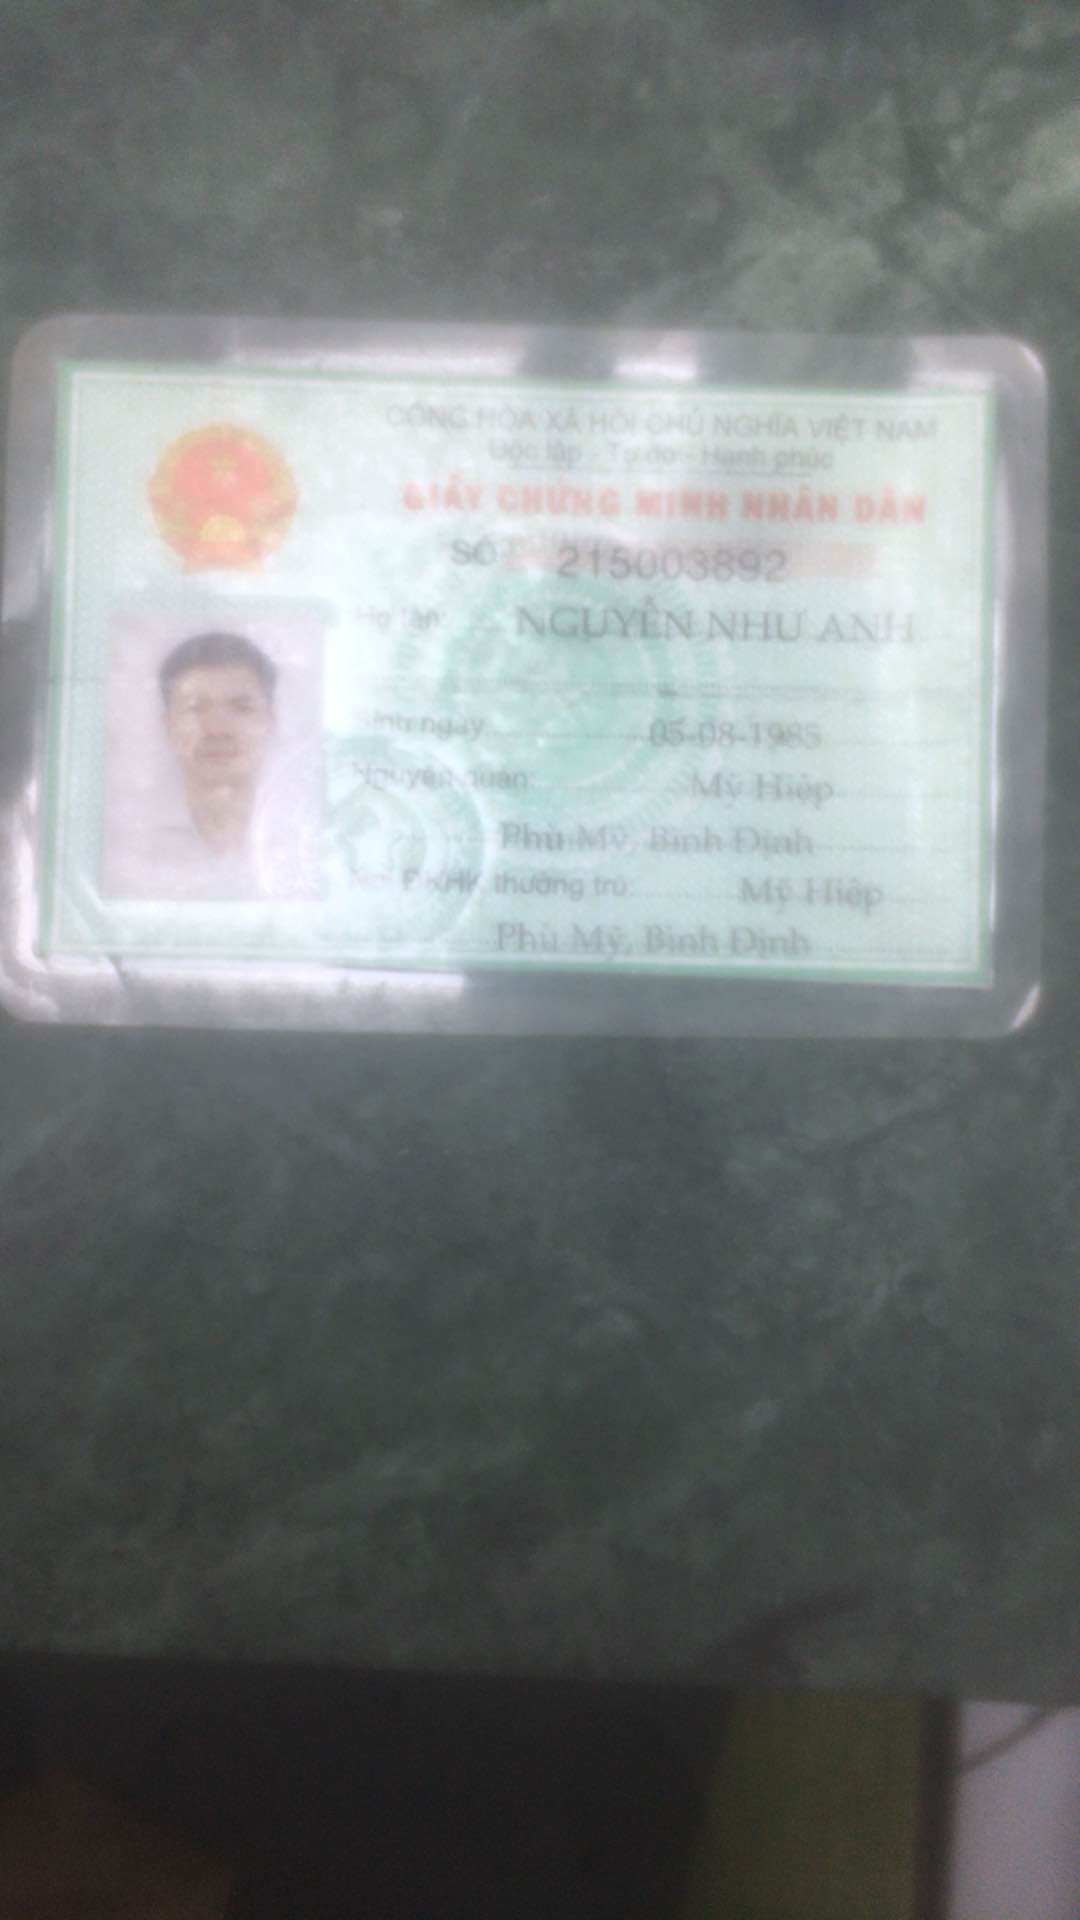 CỘNG HÒA XÃ HỘI CHỦ NGHĨA VIỆT NAM
Độc lập - Tự do - Hạnh phúc
GIẤY CHỨNG MINH NHÂN DÂN
SỐ 215003892
Họ tên: NGUYỄN NHƯ ANH
Sinh ngày 05-08-1985
Nguyên quán: Mỹ Hiệp
Phù Mỹ, Bình Định
Nơi ĐKHK thường trú: Mỹ Hiệp
Phù Mỹ, Bình Định